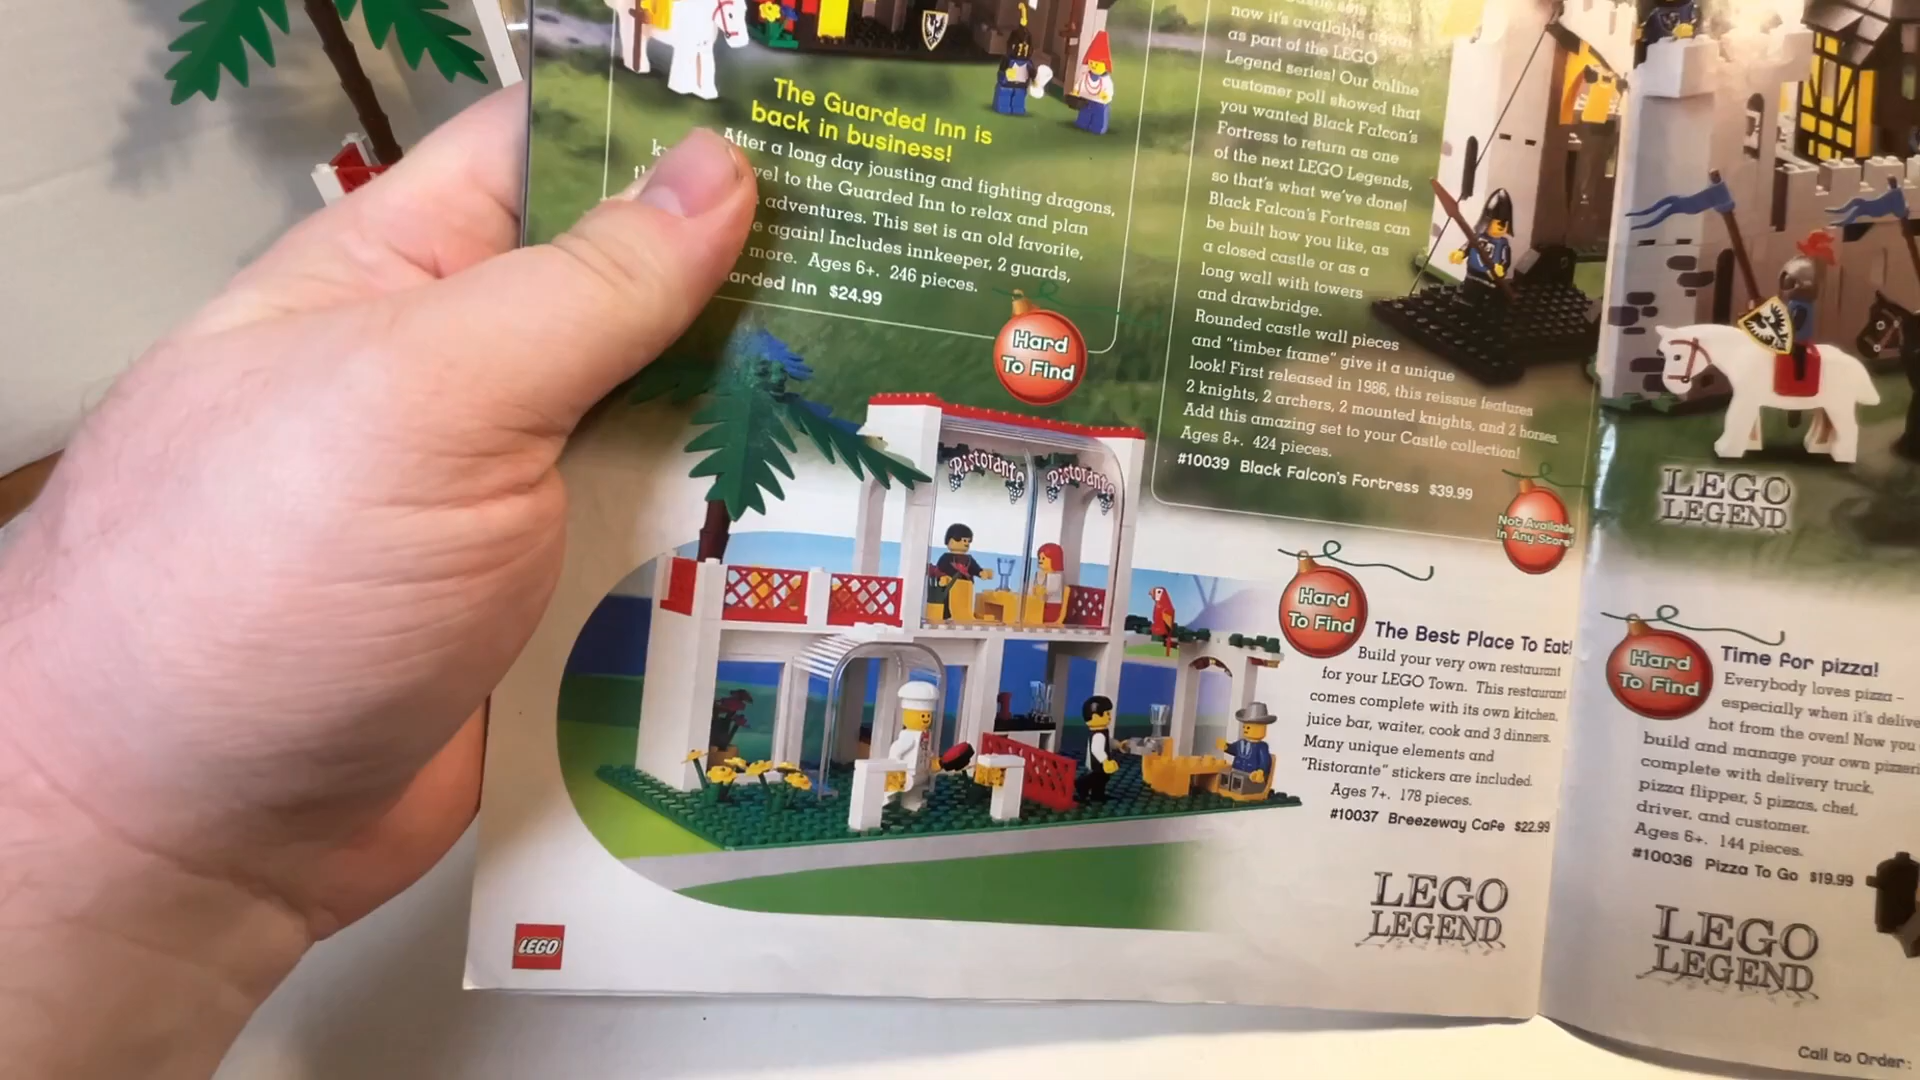 The Guarded Inn is
back in business!
After a long day jousting and fighting dragons,
to the Guarded Inn to relax and plan
adventures. This set is an old favorite,
again! Includes innkeeper, 2 guards,
more. Ages 6+. 246 pieces.
Inn $24.99
Hard
To Find
now it's available again
as part of the LEGO
Legend series! Our online
customer poll showed that
you wanted Black Falcon's
Fortress to return as one
of the next LEGO Legends,
so that's what we've done!
Black Falcon's Fortress can
be built how you like, as
a closed castle or as a
long wall with towers
and drawbridge.
Rounded castle wall pieces
and "timber frame" give it a unique
look! First released in 1986, this reissue features
2 knights, 2 archers, 2 mounted knights, and 2 horses.
Add this amazing set to your Castle collection!
Ages 8+. 424 pieces.
#10039 Black Falcon's Fortress $39.99
Not Available
In Any Store!
LEGO
LEGEND
Ristorante
Ristorante
Hard
To Find
The Best Place To Eat!
Build your very own restaurant
for your LEGO Town. This restaurant
comes complete with its own kitchen,
juice bar, waiter, cook and 3 dinners.
Many unique elements and
"Ristorante" stickers are included.
Ages 7+. 178 pieces.
#10037 Breezeway Cafe $22.99
LEGO
LEGEND
Hard
To Find
Time for pizza!
Everybody loves pizza –
especially when it's
hot from the oven! Now you
build and manage your own
complete with delivery truck,
pizza flipper, 5 pizzas, chef,
driver, and customer.
Ages 6+. 144 pieces.
#10036 Pizza To Go $19.99
LEGO
LEGEND
LEGO
Call to Order: